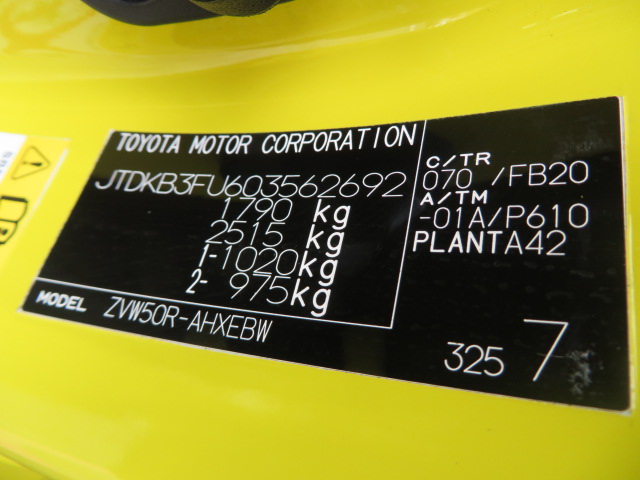 TOYOTA MOTOR CORPORATION
JTDKB3FU603562692
1790 kg
2515 kg
1-1020kg
2- 975kg
MODEL ZVW50R-AHXEBW
C/TR
070 /FB20
A/TM
-01A/P610
PLANTA42
325 7